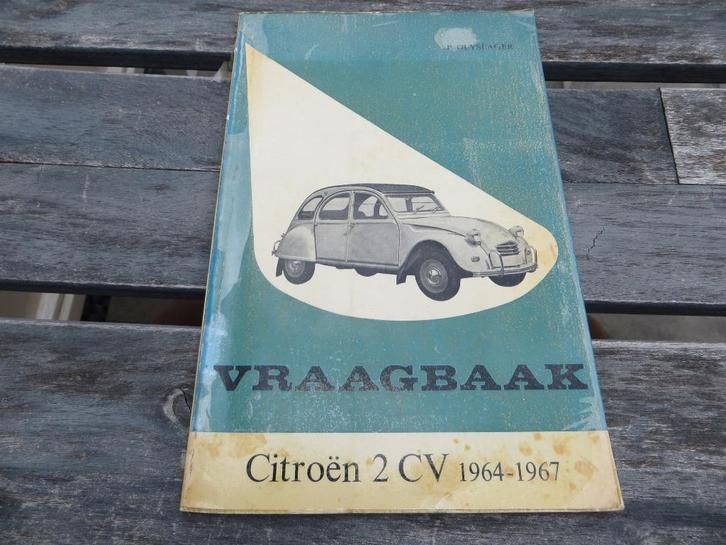 P. OLYSLAGER
VRAAGBAAK
Citroën 2 CV 1964-1967